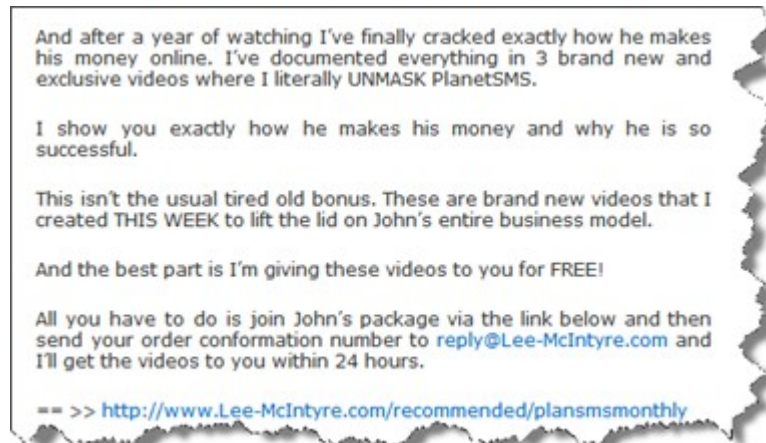 And after a year of watching I've finally cracked exactly how he makes
his money online. I've documented everything in 3 brand new and
exclusive videos where I literally UNMASK PlanetSMS.
I show you exactly how he makes his money and why he is so
successful.
This isn't the usual tired old bonus. These are brand new videos that I
created THIS WEEK to lift the lid on John's entire business model.
And the best part is I'm giving these videos to you for FREE!
All you have to do is join John's package via the link below and then
send your order conformation number to reply@Lee-McIntyre.com and
I'll get the videos to you within 24 hours.
== >> http://www.Lee-McIntyre.com/recommended/plansmsmonthly